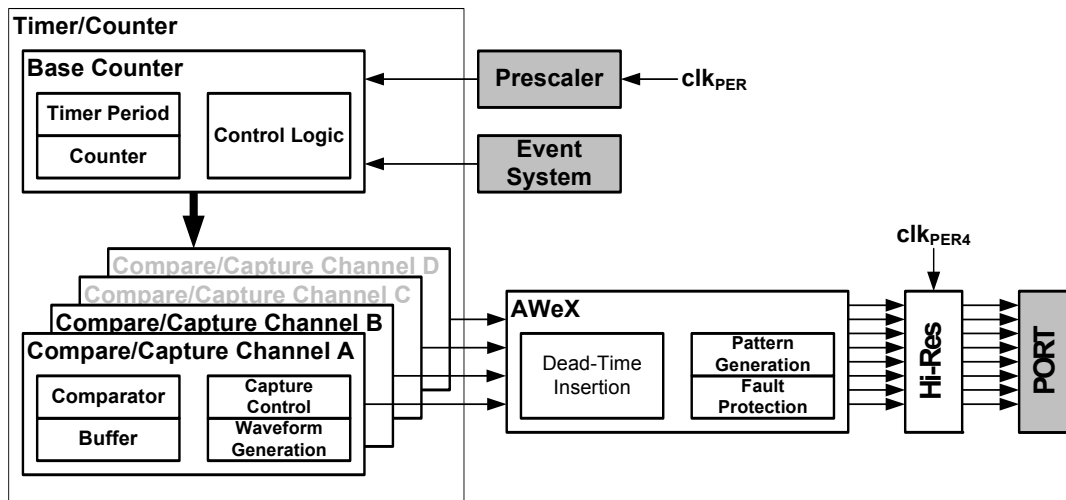 Timer/Counter
Base Counter
Timer Period
Counter
Control Logic
Prescaler
clkPER
Event
System
Compare/Capture Channel D
Compare/Capture Channel C
Compare/Capture Channel B
Compare/Capture Channel A
Comparator
Buffer
Capture
Control
Waveform
Generation
AWeX
Dead-Time
Insertion
Pattern
Generation
Fault
Protection
clkPER4
Hi-Res
PORT